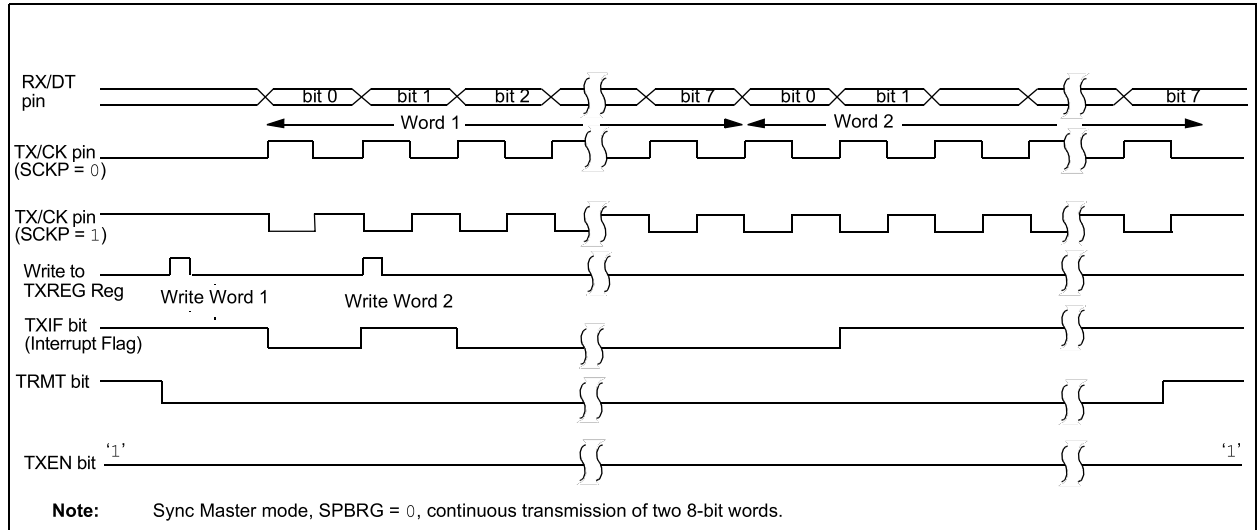 RX/DT
pin
bit 0 bit 1 bit 2 bit 7 bit 0 bit 1 bit 7
Word 1 Word 2
TX/CK pin
(SCKP = 0)
TX/CK pin
(SCKP = 1)
Write to
TXREG Reg
Write Word 1 Write Word 2
TXIF bit
(Interrupt Flag)
TRMT bit
TXEN bit ‘1’ ‘1’
Note: Sync Master mode, SPBRG = 0, continuous transmission of two 8-bit words.